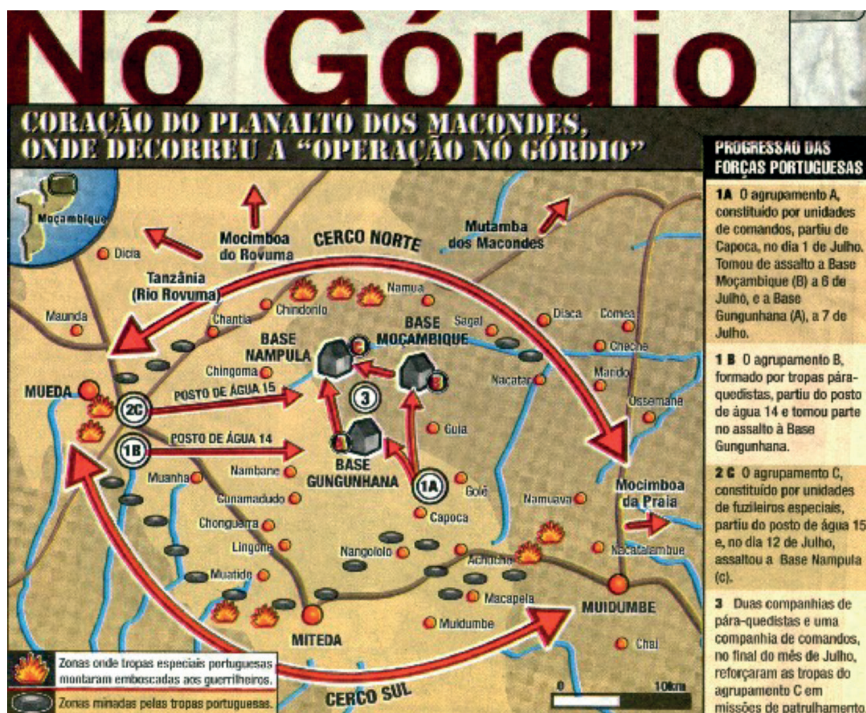 Nó Górdio
CORAÇÃO DO PLANALTO DOS MACONDES,
ONDE DECORREU A “OPERAÇÃO NÓ GÓRDIO”
Moçambique
Dicia
Mocimboa
do Rovuma
CERCO NORTE
Mutamba
dos Macondes
Tanzânia
(Rio Rovuma)
Maunda
Chantla
Chindonlo
Namua
Sagal
Diaca
Comea
BASE
NAMPULA
BASE
MOÇAMBIQUE
Chingoma
Cheche
Nacatar
Marido
MUEDA
2C
POSTO DE ÁGUA 15
C
B
3
Ossemane
1B
POSTO DE ÁGUA 14
A
Guia
BASE
GUNGUNHANA
1A
Muanha
Nambane
Cunamadudo
Golé
Capoca
Namuava
Mocimboa
da Praia
Chonguerra
Lingone
Nangololo
Achocho
Nacatalambue
Muatide
Macapela
MUIDUMBE
MITEDA
Muidumbe
Chai
CERCO SUL
0 10km
Zonas onde tropas especiais portuguesas
montaram emboscadas aos guerrilheiros.
Zonas minadas pelas tropas portuguesas.
PROGRESSÃO DAS
FORÇAS PORTUGUESAS
1A O agrupamento A,
constituído por unidades
de comandos, partiu de
Capoca, no dia 1 de Julho.
Tomou de assalto a Base
Moçambique (B) a 6 de
Julho, e a Base
Gungunhana (A), a 7 de
Julho.
1 B O agrupamento B,
formado por tropas pára-
quedistas, partiu do posto
de água 14 e tomou parte
no assalto à Base
Gungunhana.
2 C O agrupamento C,
constituído por unidades
de fuzileiros especiais,
partiu do posto de água 15
e, no dia 12 de Julho,
assaltou a Base Nampula
(c).
3 Duas companhias de
pára-quedistas e uma
companhia de comandos,
no final do mês de Julho,
reforçaram as tropas do
agrupamento C em
missões de patrulhamento